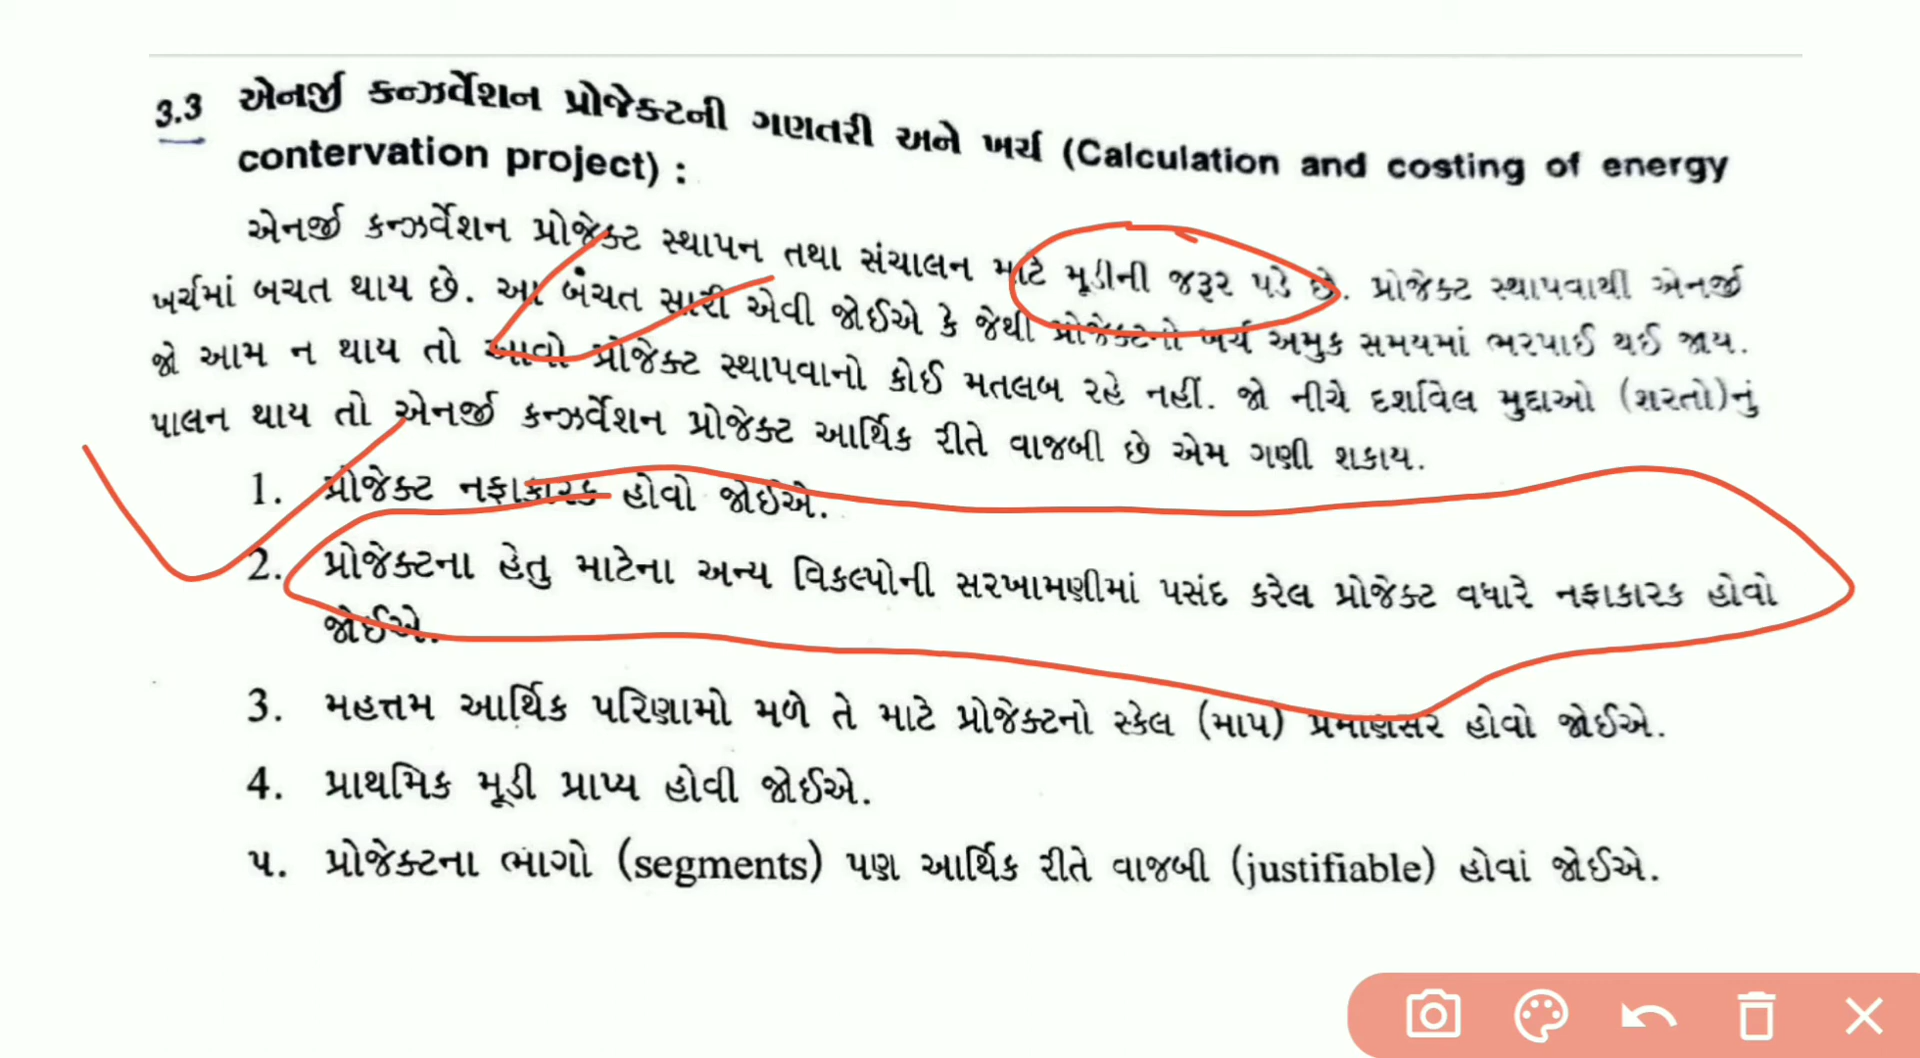 3.3 એનર્જી કન્ઝર્વેશન પ્રોજેક્ટની ગણતરી અને ખર્ચ (Calculation and costing of energy
contervation project) :
એનર્જી કન્ઝર્વેશન પ્રોજેક્ટ સ્થાપન તથા સંચાલન માટે મૂડીની જરૂર પડે છે. પ્રોજેક્ટ સ્થાપવાથી એનર્જી
ખર્ચમાં બચત થાય છે. આ બંચત સારી એવી જોઈએ કે જેથી પ્રોજેક્ટનો ખર્ચ અમુક સમયમાં ભરપાઈ થઈ જાય.
જો આમ ન થાય તો આવો પ્રોજેક્ટ સ્થાપવાનો કોઈ મતલબ રહે નહીં. જો નીચે દર્શાવેલ મુદ્દાઓ (શરતો)નું
પાલન થાય તો એનર્જી કન્ઝર્વેશન પ્રોજેક્ટ આર્થિક રીતે વાજબી છે એમ ગણી શકાય.
1. પ્રોજેક્ટ નફાકારક હોવો જોઈએ.
2. પ્રોજેક્ટના હેતુ માટેના અન્ય વિકલ્પોની સરખામણીમાં પસંદ કરેલ પ્રોજેક્ટ વધારે નફાકારક હોવો
જોઈએ.
3. મહત્તમ આર્થિક પરિણામો મળે તે માટે પ્રોજેક્ટનો સ્કેલ (માપ) પ્રમાણસર હોવો જોઈએ.
4. પ્રાથમિક મૂડી પ્રાપ્ય હોવી જોઈએ.
૫. પ્રોજેક્ટના ભાગો (segments) પણ આર્થિક રીતે વાજબી (justifiable) હોવાં જોઈએ.